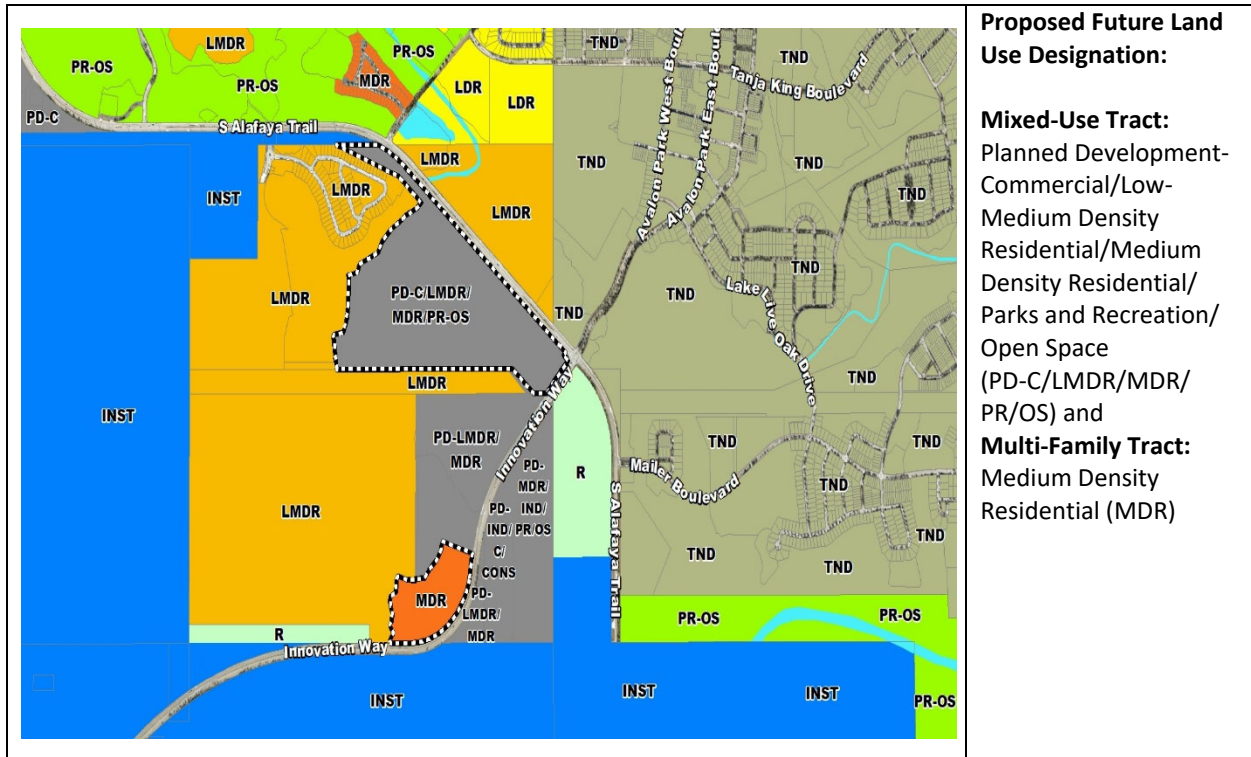 LMDR
PR-OS
TND
TND
PR-OS
PR-OS
MDR
LDR
LDR
Tanja King Boulevard
PD-C
S Alafaya Trail
Avalon Park West Boul
Avalon Park East Boul
LMDR
TND
TND
LMDR
INST
LMDR
TND
LMDR
PD-C/LMDR/
MDR/PR-OS
TND
TND
Lake Live Oak Drive
TND
LMDR
TND
INST
Innovation Way
PD-LMDR/
MDR
PD-
MDR/
IND/
PR/OS
PD-
IND/
C/
CONS
R
TND
TND
Mailer Boulevard
TND
LMDR
TND
S Alafaya Trail
TND
TND
MDR
PD-
LMDR/
MDR
R
PR-OS
PR-OS
Innovation Way
INST
INST
INST
PR-OS
Proposed Future Land
Use Designation:
Mixed-Use Tract:
Planned Development-
Commercial/Low-
Medium Density
Residential/Medium
Density Residential/
Parks and Recreation/
Open Space
(PD-C/LMDR/MDR/
PR/OS) and
Multi-Family Tract:
Medium Density
Residential (MDR)